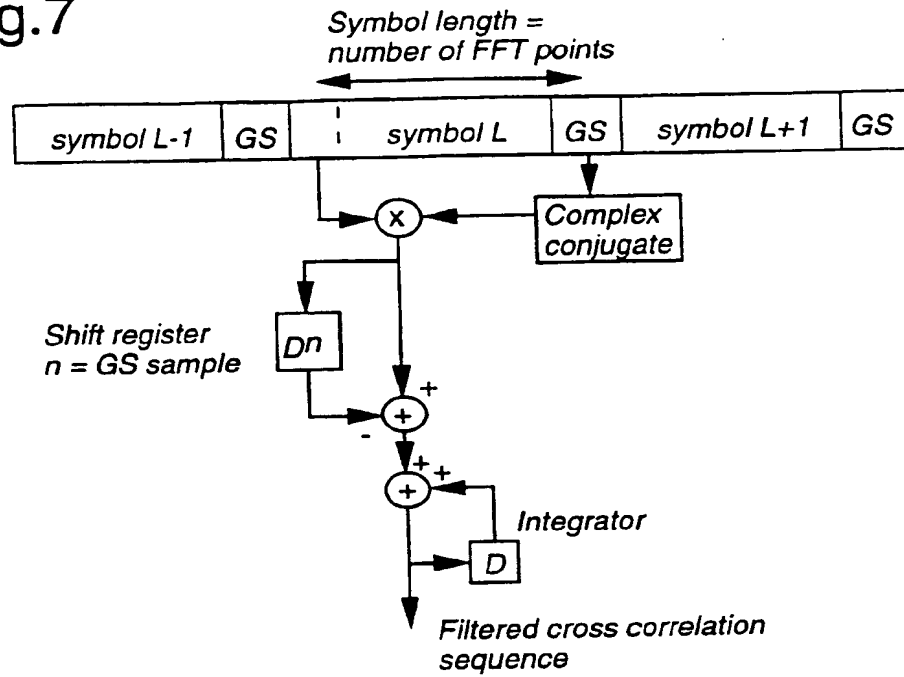 g.7
Symbol length =
number of FFT points
symbol L-1 GS symbol L GS symbol L+1 GS
x
Complex
conjugate
Shift register
n = GS sample
Dn
+
+
-
+ +
+
Integrator
D
Filtered cross correlation
sequence